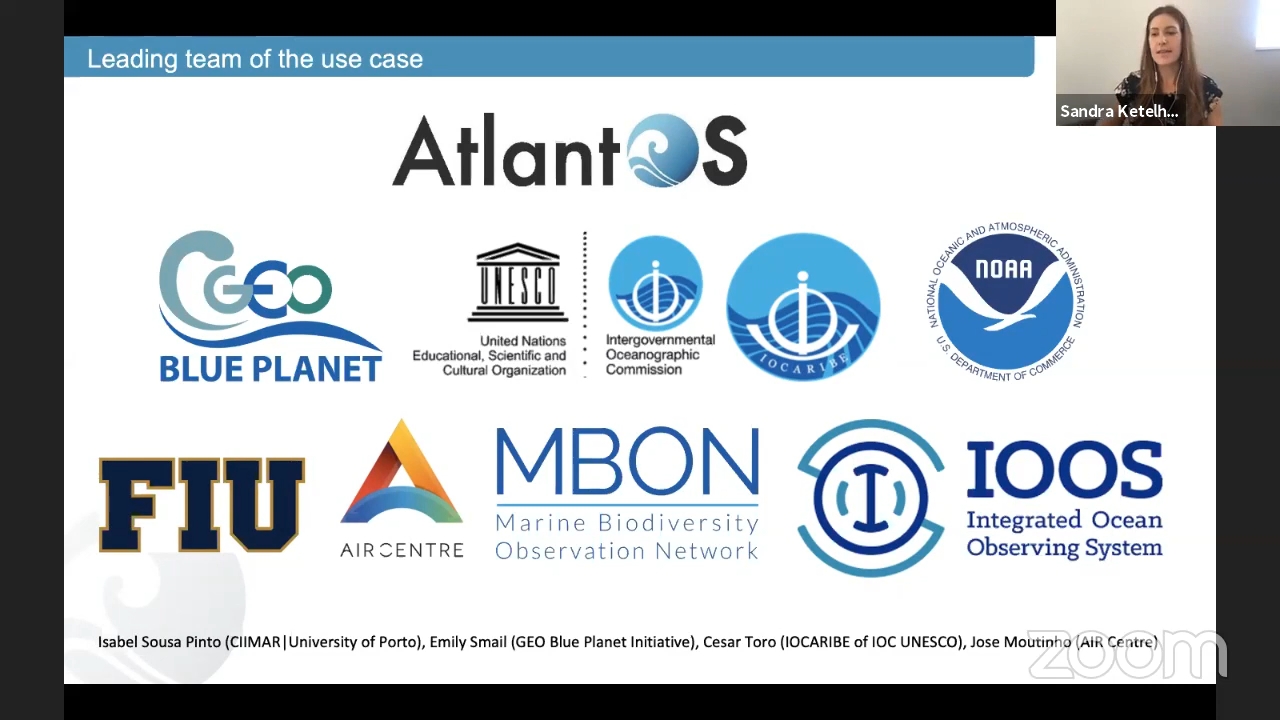 Leading team of the use case
Sandra Ketelh...
AtlantOS
GEO
BLUE PLANET
UNESCO
United Nations
Educational, Scientific and
Cultural Organization
Intergovernmental
Oceanographic
Commission
IOCARIBE
NATIONAL OCEANIC AND ATMOSPHERIC ADMINISTRATION
NOAA
U.S. DEPARTMENT OF COMMERCE
FIU
AIR CENTRE
MBON
Marine Biodiversity
Observation Network
IOOS
Integrated Ocean
Observing System
Isabel Sousa Pinto (CIIMAR|University of Porto), Emily Smail (GEO Blue Planet Initiative), Cesar Toro (IOCARIBE of IOC UNESCO), Jose Moutinho (AIR Centre)
zoom